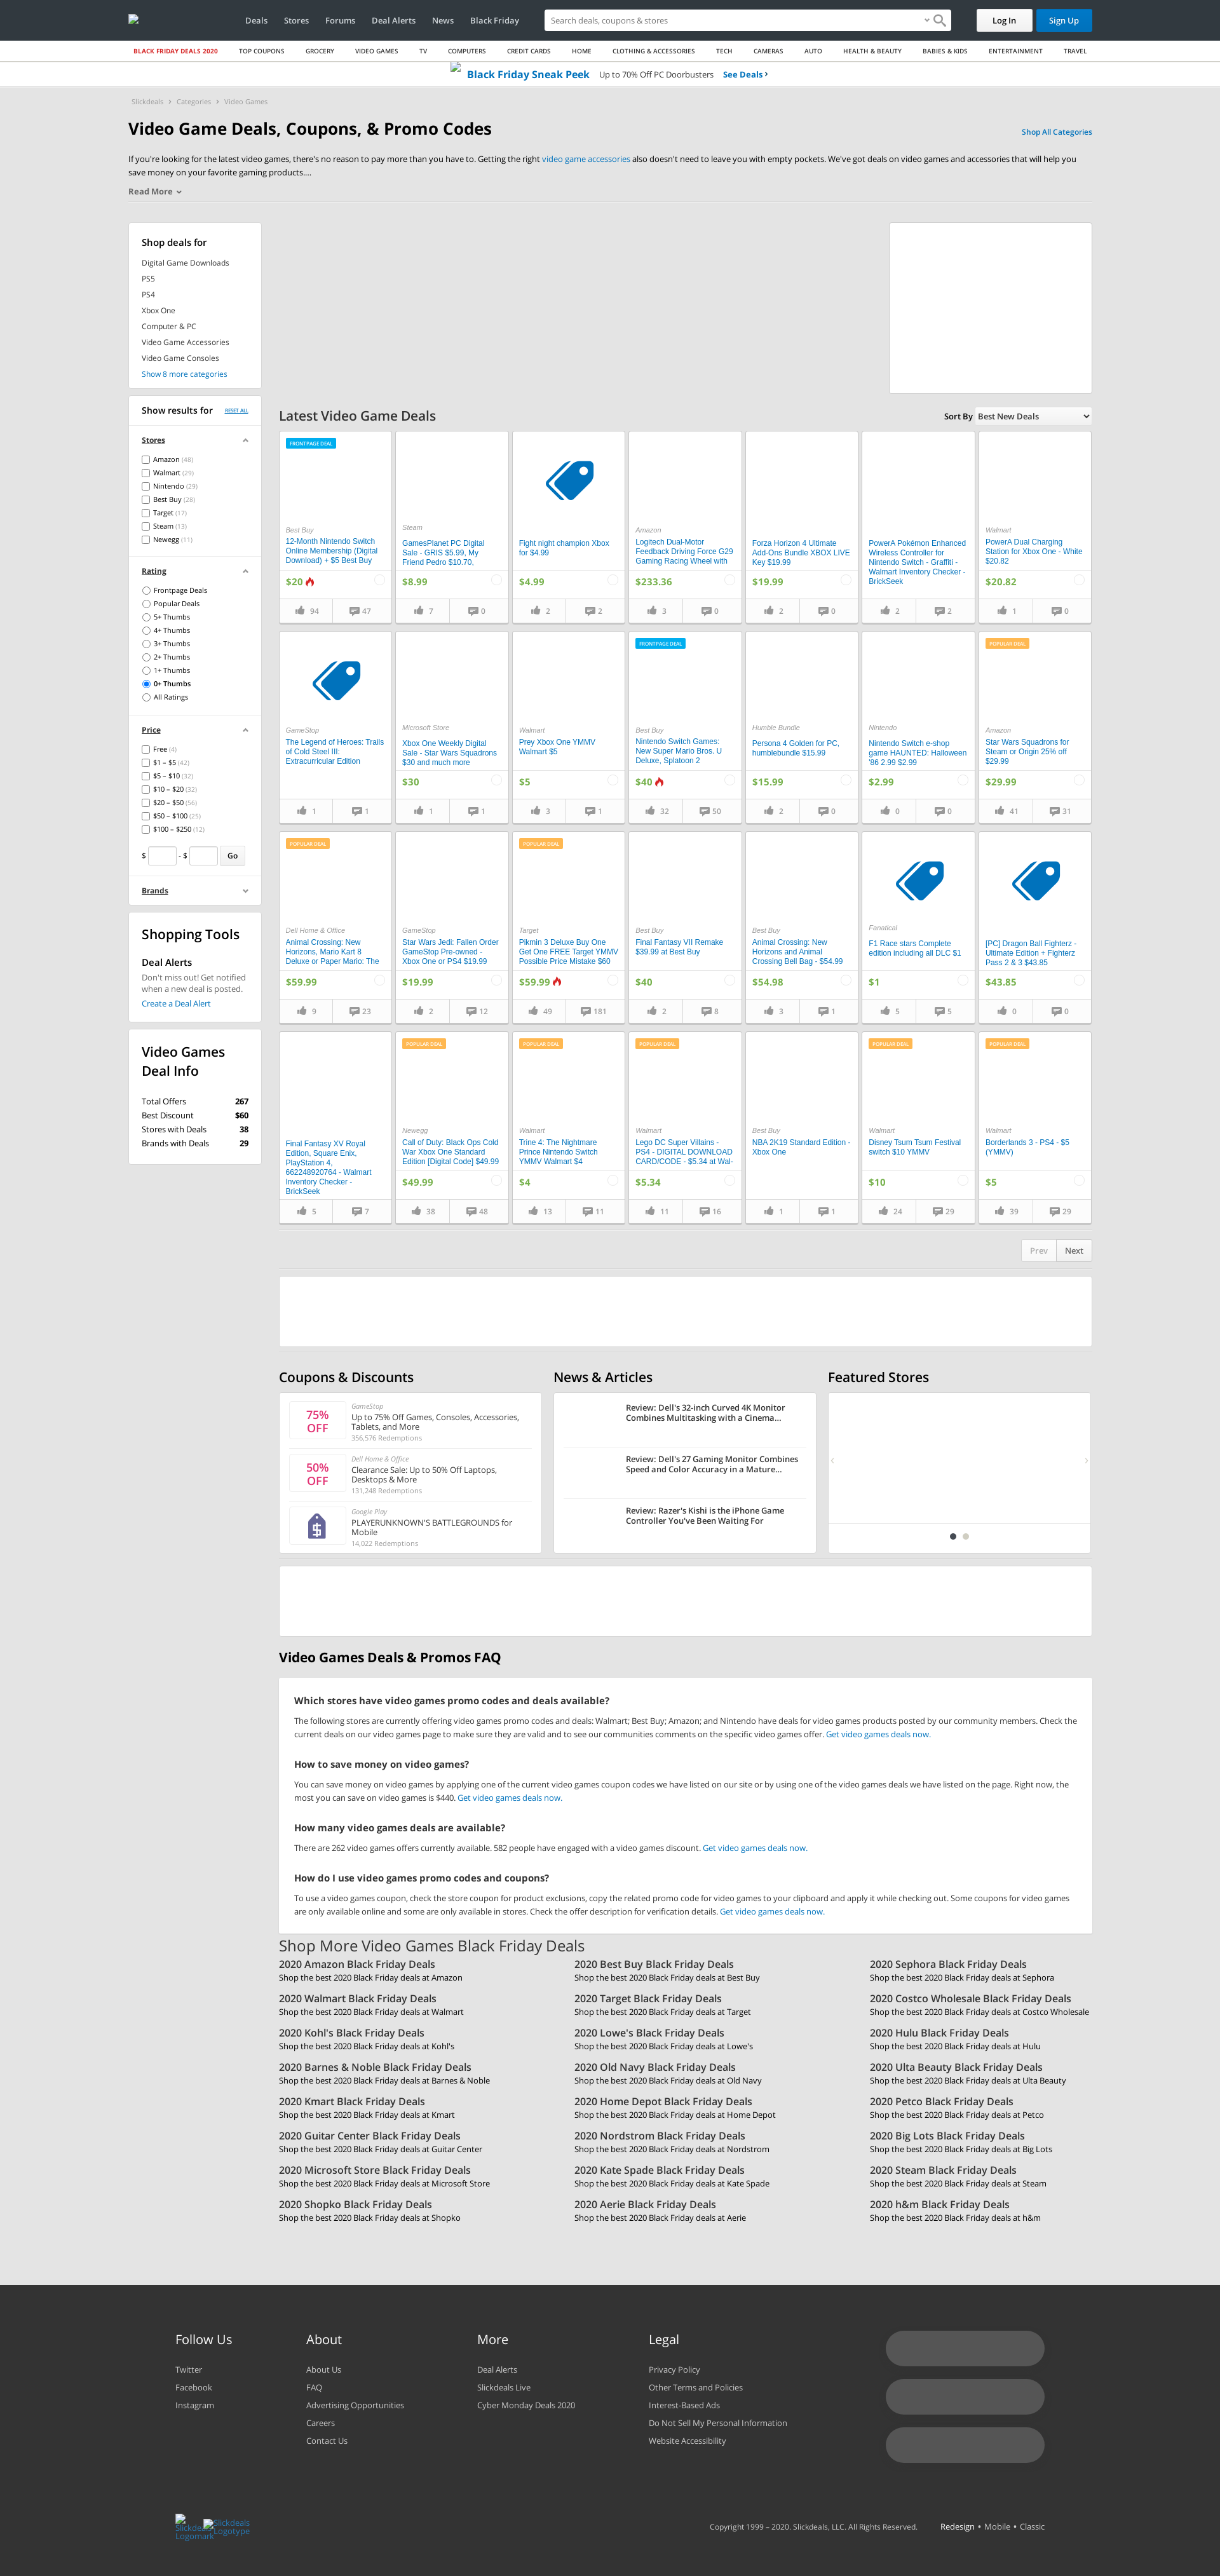 Deals Stores Forums Deal Alerts News Black Friday Search deals, coupons & stores Log In Sign Up
BLACK FRIDAY DEALS 2020 TOP COUPONS GROCERY VIDEO GAMES TV COMPUTERS CREDIT CARDS HOME CLOTHING & ACCESSORIES TECH CAMERAS AUTO HEALTH & BEAUTY BABIES & KIDS ENTERTAINMENT TRAVEL
Black Friday Sneak Peek Up to 70% Off PC Doorbusters See Deals ›
Slickdeals › Categories › Video Games
Video Game Deals, Coupons, & Promo Codes
Shop All Categories
If you're looking for the latest video games, there's no reason to pay more than you have to. Getting the right video game accessories also doesn't need to leave you with empty pockets. We've got deals on video games and accessories that will help you
save money on your favorite gaming products....
Read More
Shop deals for
Digital Game Downloads
PS5
PS4
Xbox One
Computer & PC
Video Game Accessories
Video Game Consoles
Show 8 more categories
Show results for RESET ALL
Stores
Amazon (48)
Walmart (29)
Nintendo (29)
Best Buy (28)
Target (17)
Steam (13)
Newegg (11)
Rating
Frontpage Deals
Popular Deals
5+ Thumbs
4+ Thumbs
3+ Thumbs
2+ Thumbs
1+ Thumbs
0+ Thumbs
All Ratings
Price
Free (4)
$1 – $5 (42)
$5 – $10 (32)
$10 – $20 (32)
$20 – $50 (56)
$50 – $100 (25)
$100 – $250 (12)
$ - $ Go
Brands
Shopping Tools
Deal Alerts
Don't miss out! Get notified
when a new deal is posted.
Create a Deal Alert
Video Games
Deal Info
Total Offers 267
Best Discount $60
Stores with Deals 38
Brands with Deals 29
Latest Video Game Deals
Sort By Best New Deals
FRONTPAGE DEAL
Best Buy
12-Month Nintendo Switch
Online Membership (Digital
Download) + $5 Best Buy
$20
94 47
Steam
GamesPlanet PC Digital
Sale - GRIS $5.99, My
Friend Pedro $10.70,
$8.99
7 0
Fight night champion Xbox
for $4.99
$4.99
2 2
Amazon
Logitech Dual-Motor
Feedback Driving Force G29
Gaming Racing Wheel with
$233.36
3 0
Forza Horizon 4 Ultimate
Add-Ons Bundle XBOX LIVE
Key $19.99
$19.99
2 0
PowerA Pokémon Enhanced
Wireless Controller for
Nintendo Switch - Graffiti -
Walmart Inventory Checker -
BrickSeek
2 2
Walmart
PowerA Dual Charging
Station for Xbox One - White
$20.82
$20.82
1 0
GameStop
The Legend of Heroes: Trails
of Cold Steel III:
Extracurricular Edition
1 1
Microsoft Store
Xbox One Weekly Digital
Sale - Star Wars Squadrons
$30 and much more
$30
1 1
Walmart
Prey Xbox One YMMV
Walmart $5
$5
3 1
FRONTPAGE DEAL
Best Buy
Nintendo Switch Games:
New Super Mario Bros. U
Deluxe, Splatoon 2
$40
32 50
Humble Bundle
Persona 4 Golden for PC,
humblebundle $15.99
$15.99
2 0
Nintendo
Nintendo Switch e-shop
game HAUNTED: Halloween
'86 2.99 $2.99
$2.99
0 0
POPULAR DEAL
Amazon
Star Wars Squadrons for
Steam or Origin 25% off
$29.99
$29.99
41 31
POPULAR DEAL
Dell Home & Office
Animal Crossing: New
Horizons, Mario Kart 8
Deluxe or Paper Mario: The
$59.99
9 23
GameStop
Star Wars Jedi: Fallen Order
GameStop Pre-owned -
Xbox One or PS4 $19.99
$19.99
2 12
POPULAR DEAL
Target
Pikmin 3 Deluxe Buy One
Get One FREE Target YMMV
Possible Price Mistake $60
$59.99
49 181
Best Buy
Final Fantasy VII Remake
$39.99 at Best Buy
$40
2 8
Best Buy
Animal Crossing: New
Horizons and Animal
Crossing Bell Bag - $54.99
$54.98
3 1
Fanatical
F1 Race stars Complete
edition including all DLC $1
$1
5 5
[PC] Dragon Ball Fighterz -
Ultimate Edition + Fighterz
Pass 2 & 3 $43.85
$43.85
0 0
Final Fantasy XV Royal
Edition, Square Enix,
PlayStation 4,
662248920764 - Walmart
Inventory Checker -
BrickSeek
5 7
POPULAR DEAL
Newegg
Call of Duty: Black Ops Cold
War Xbox One Standard
Edition [Digital Code] $49.99
$49.99
38 48
POPULAR DEAL
Walmart
Trine 4: The Nightmare
Prince Nintendo Switch
YMMV Walmart $4
$4
13 11
POPULAR DEAL
Walmart
Lego DC Super Villains -
PS4 - DIGITAL DOWNLOAD
CARD/CODE - $5.34 at Wal-
$5.34
11 16
Best Buy
NBA 2K19 Standard Edition -
Xbox One
1 1
POPULAR DEAL
Walmart
Disney Tsum Tsum Festival
switch $10 YMMV
$10
24 29
POPULAR DEAL
Walmart
Borderlands 3 - PS4 - $5
(YMMV)
$5
39 29
Prev Next
Coupons & Discounts
75%
OFF
GameStop
Up to 75% Off Games, Consoles, Accessories,
Tablets, and More
356,576 Redemptions
50%
OFF
Dell Home & Office
Clearance Sale: Up to 50% Off Laptops,
Desktops & More
131,248 Redemptions
Google Play
PLAYERUNKNOWN'S BATTLEGROUNDS for
Mobile
14,022 Redemptions
News & Articles
Review: Dell's 32-inch Curved 4K Monitor
Combines Multitasking with a Cinema...
Review: Dell's 27 Gaming Monitor Combines
Speed and Color Accuracy in a Mature...
Review: Razer's Kishi is the iPhone Game
Controller You've Been Waiting For
Featured Stores
Video Games Deals & Promos FAQ
Which stores have video games promo codes and deals available?
The following stores are currently offering video games promo codes and deals: Walmart; Best Buy; Amazon; and Nintendo have deals for video games products posted by our community members. Check the
current deals on our video games page to make sure they are valid and to see our communities comments on the specific video games offer. Get video games deals now.
How to save money on video games?
You can save money on video games by applying one of the current video games coupon codes we have listed on our site or by using one of the video games deals we have listed on the page. Right now, the
most you can save on video games is $440. Get video games deals now.
How many video games deals are available?
There are 262 video games offers currently available. 582 people have engaged with a video games discount. Get video games deals now.
How do I use video games promo codes and coupons?
To use a video games coupon, check the store coupon for product exclusions, copy the related promo code for video games to your clipboard and apply it while checking out. Some coupons for video games
are only available online and some are only available in stores. Check the offer description for verification details. Get video games deals now.
Shop More Video Games Black Friday Deals
2020 Amazon Black Friday Deals
Shop the best 2020 Black Friday deals at Amazon
2020 Best Buy Black Friday Deals
Shop the best 2020 Black Friday deals at Best Buy
2020 Sephora Black Friday Deals
Shop the best 2020 Black Friday deals at Sephora
2020 Walmart Black Friday Deals
Shop the best 2020 Black Friday deals at Walmart
2020 Target Black Friday Deals
Shop the best 2020 Black Friday deals at Target
2020 Costco Wholesale Black Friday Deals
Shop the best 2020 Black Friday deals at Costco Wholesale
2020 Kohl's Black Friday Deals
Shop the best 2020 Black Friday deals at Kohl's
2020 Lowe's Black Friday Deals
Shop the best 2020 Black Friday deals at Lowe's
2020 Hulu Black Friday Deals
Shop the best 2020 Black Friday deals at Hulu
2020 Barnes & Noble Black Friday Deals
Shop the best 2020 Black Friday deals at Barnes & Noble
2020 Old Navy Black Friday Deals
Shop the best 2020 Black Friday deals at Old Navy
2020 Ulta Beauty Black Friday Deals
Shop the best 2020 Black Friday deals at Ulta Beauty
2020 Kmart Black Friday Deals
Shop the best 2020 Black Friday deals at Kmart
2020 Home Depot Black Friday Deals
Shop the best 2020 Black Friday deals at Home Depot
2020 Petco Black Friday Deals
Shop the best 2020 Black Friday deals at Petco
2020 Guitar Center Black Friday Deals
Shop the best 2020 Black Friday deals at Guitar Center
2020 Nordstrom Black Friday Deals
Shop the best 2020 Black Friday deals at Nordstrom
2020 Big Lots Black Friday Deals
Shop the best 2020 Black Friday deals at Big Lots
2020 Microsoft Store Black Friday Deals
Shop the best 2020 Black Friday deals at Microsoft Store
2020 Kate Spade Black Friday Deals
Shop the best 2020 Black Friday deals at Kate Spade
2020 Steam Black Friday Deals
Shop the best 2020 Black Friday deals at Steam
2020 Shopko Black Friday Deals
Shop the best 2020 Black Friday deals at Shopko
2020 Aerie Black Friday Deals
Shop the best 2020 Black Friday deals at Aerie
2020 h&m Black Friday Deals
Shop the best 2020 Black Friday deals at h&m
Follow Us
Twitter
Facebook
Instagram
About
About Us
FAQ
Advertising Opportunities
Careers
Contact Us
More
Deal Alerts
Slickdeals Live
Cyber Monday Deals 2020
Legal
Privacy Policy
Other Terms and Policies
Interest-Based Ads
Do Not Sell My Personal Information
Website Accessibility
Slickdeals
Logomark
Slickdeals
Logotype
Copyright 1999 – 2020. Slickdeals, LLC. All Rights Reserved. Redesign • Mobile • Classic